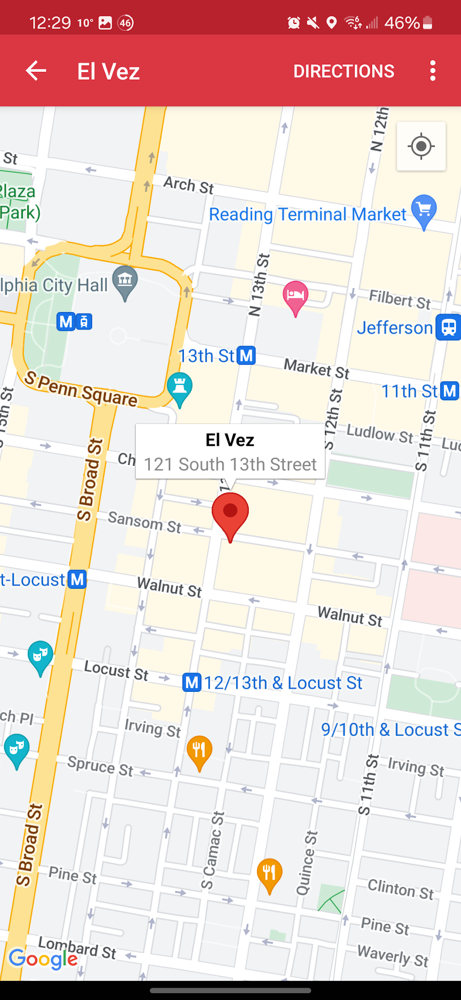 12:29 10° 46 6 46%
El Vez DIRECTIONS
N 12th
St
Arch St
Plaza
Park)
Reading Terminal Market
N 13th St
lphia City Hall
Filbert St
M
Jefferson
13th St M
Market St
S Penn Square
11th St M
15th St
S 12th St
Ludlow St
S 11th St
El Vez
121 South 13th Street
S Broad St
Ch
Sansom St
t-Locust M
Walnut St
Walnut St
Locust St
M 12/13th & Locust St
ch Pl
Irving St
9/10th & Locust S
Spruce St
Irving St
S 11th St
S Broad St
S Camac St
Quince St
Pine St
Clinton St
Pine St
Lombard St
Waverly St
Google